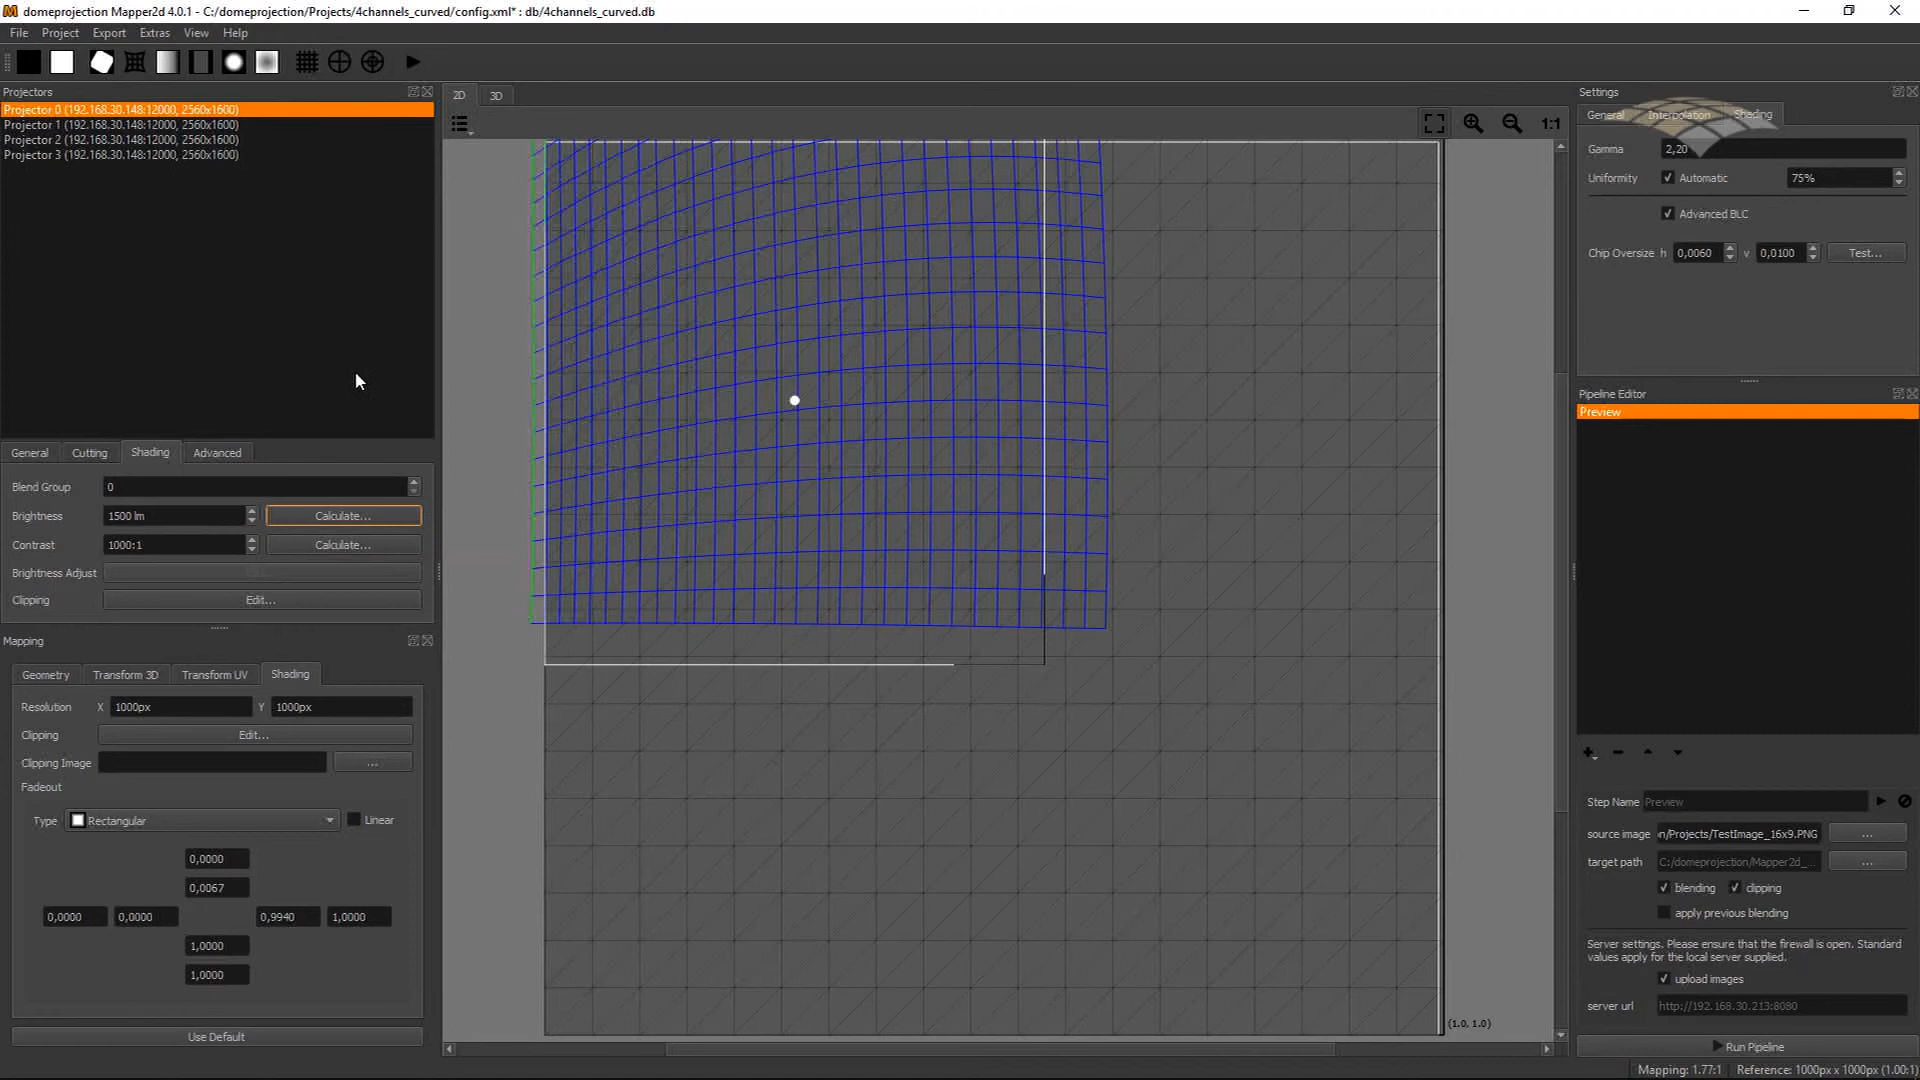 domeprojection Mapper2d 4.0.1 - C:/domeprojection/Projects/4channels_curved/config.xml* : db/4channels_curved.db
File Project Export Extras View Help
Projectors
Projector 0 (192.168.30.148:12000, 2560x1600)
Projector 1 (192.168.30.148:12000, 2560x1600)
Projector 2 (192.168.30.148:12000, 2560x1600)
Projector 3 (192.168.30.148:12000, 2560x1600)
General Cutting Shading Advanced
Blend Group 0
Brightness 1500 lm Calculate...
Contrast 1000:1 Calculate...
Brightness Adjust
Clipping Edit...
Mapping
Geometry Transform 3D Transform UV Shading
Resolution X 1000px Y 1000px
Clipping Edit...
Clipping Image ...
Fadeout
Type Rectangular Linear
0,0000
0,0067
0,0000 0,0000 0,9940 1,0000
1,0000
1,0000
Use Default
2D 3D
1:1
(1.0, 1.0)
Settings
General Interpolation Shading
Gamma 2,20
Uniformity Automatic 75%
Advanced BLC
Chip Oversize h 0,0060 v 0,0100 Test...
Pipeline Editor
Preview
Step Name Preview
source image on/Projects/TestImage_16x9.PNG ...
target path C:/domeprojection/Mapper2d_... ...
blending clipping
apply previous blending
Server settings. Please ensure that the firewall is open. Standard
values apply for the local server supplied.
upload images
server url http://192.168.30.213:8080
Run Pipeline
Mapping: 1.77:1 Reference: 1000px x 1000px (1.00:1)